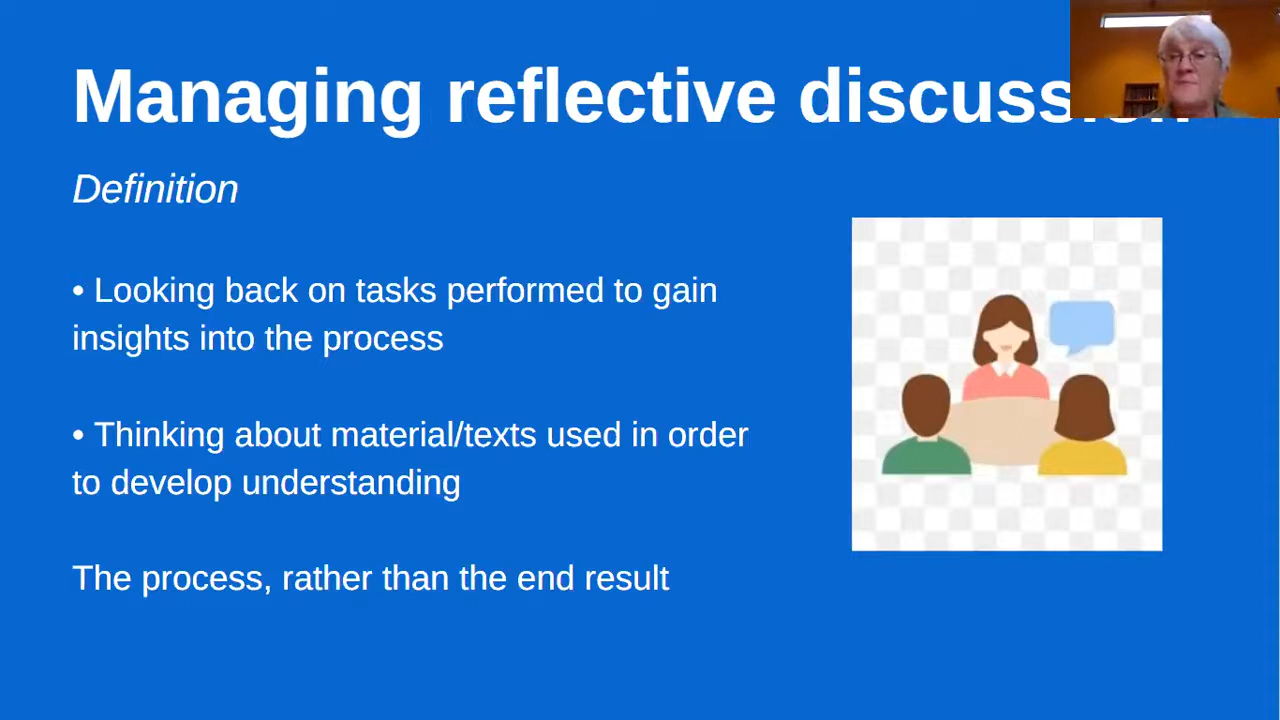 Managing reflective
Definition
• Looking back on tasks performed to gain
insights into the process
• Thinking about material/texts used in order
to develop understanding
The process, rather than the end result